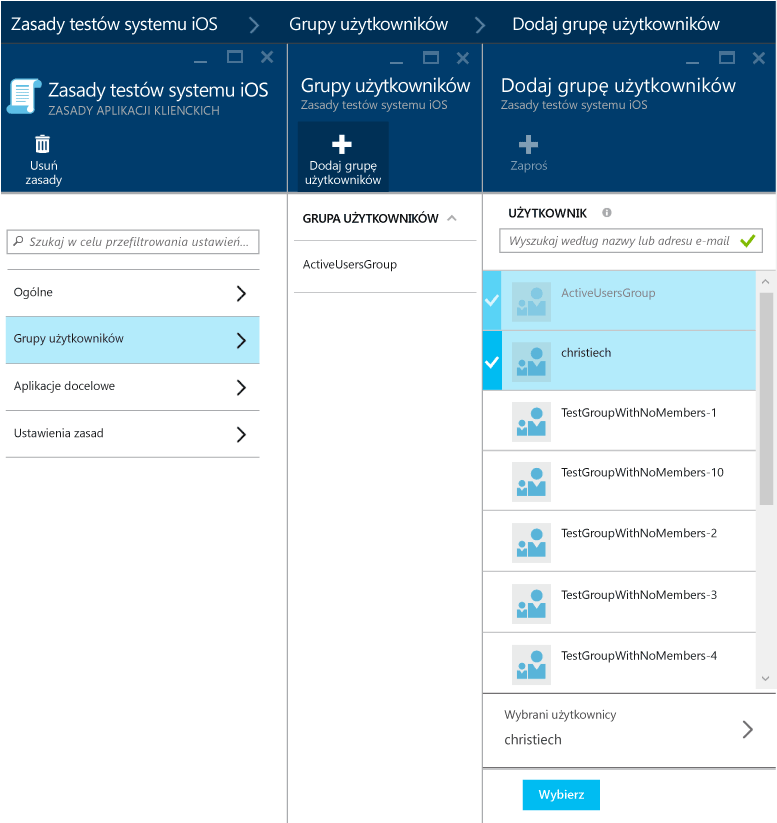 Zasady testów systemu iOS
Grupy użytkowników
Dodaj grupę użytkowników
Zasady testów systemu iOS
ZASADY APLIKACJI KLIENCKICH
Usuń
zasady
Szukaj w celu przefiltrowania ustawień...
Ogólne
Grupy użytkowników
Aplikacje docelowe
Ustawienia zasad
Grupy użytkowników
Zasady testów systemu iOS
Dodaj grupę
użytkowników
GRUPA UŻYTKOWNIKÓW
ActiveUsersGroup
Dodaj grupę użytkowników
Zasady testów systemu iOS
Zaproś
UŻYTKOWNIK
Wyszukaj według nazwy lub adresu e-mail
ActiveUsersGroup
christiech
TestGroupWithNoMembers-1
TestGroupWithNoMembers-10
TestGroupWithNoMembers-2
TestGroupWithNoMembers-3
TestGroupWithNoMembers-4
Wybrani użytkownicy
christiech
Wybierz